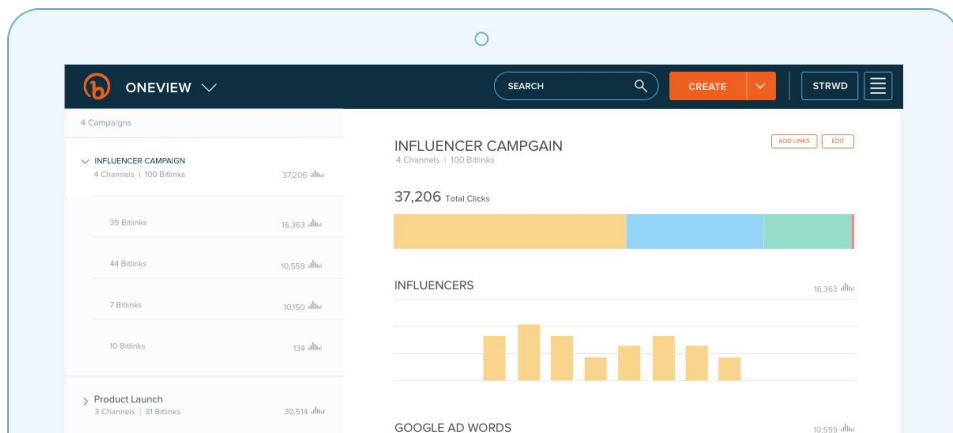 b ONEVIEW
SEARCH
CREATE
STRWD
4 Campaigns
INFLUENCER CAMPAIGN
4 Channels | 100 Bitlinks 37,206
39 Bitlinks 16,363
44 Bitlinks 10,559
7 Bitlinks 10,150
10 Bitlinks 134
Product Launch
3 Channels | 31 Bitlinks 30,514
INFLUENCER CAMPGAIN
4 Channels | 100 Bitlinks
ADD LINKS EDIT
37,206 Total Clicks
INFLUENCERS 16,363
GOOGLE AD WORDS 10,559